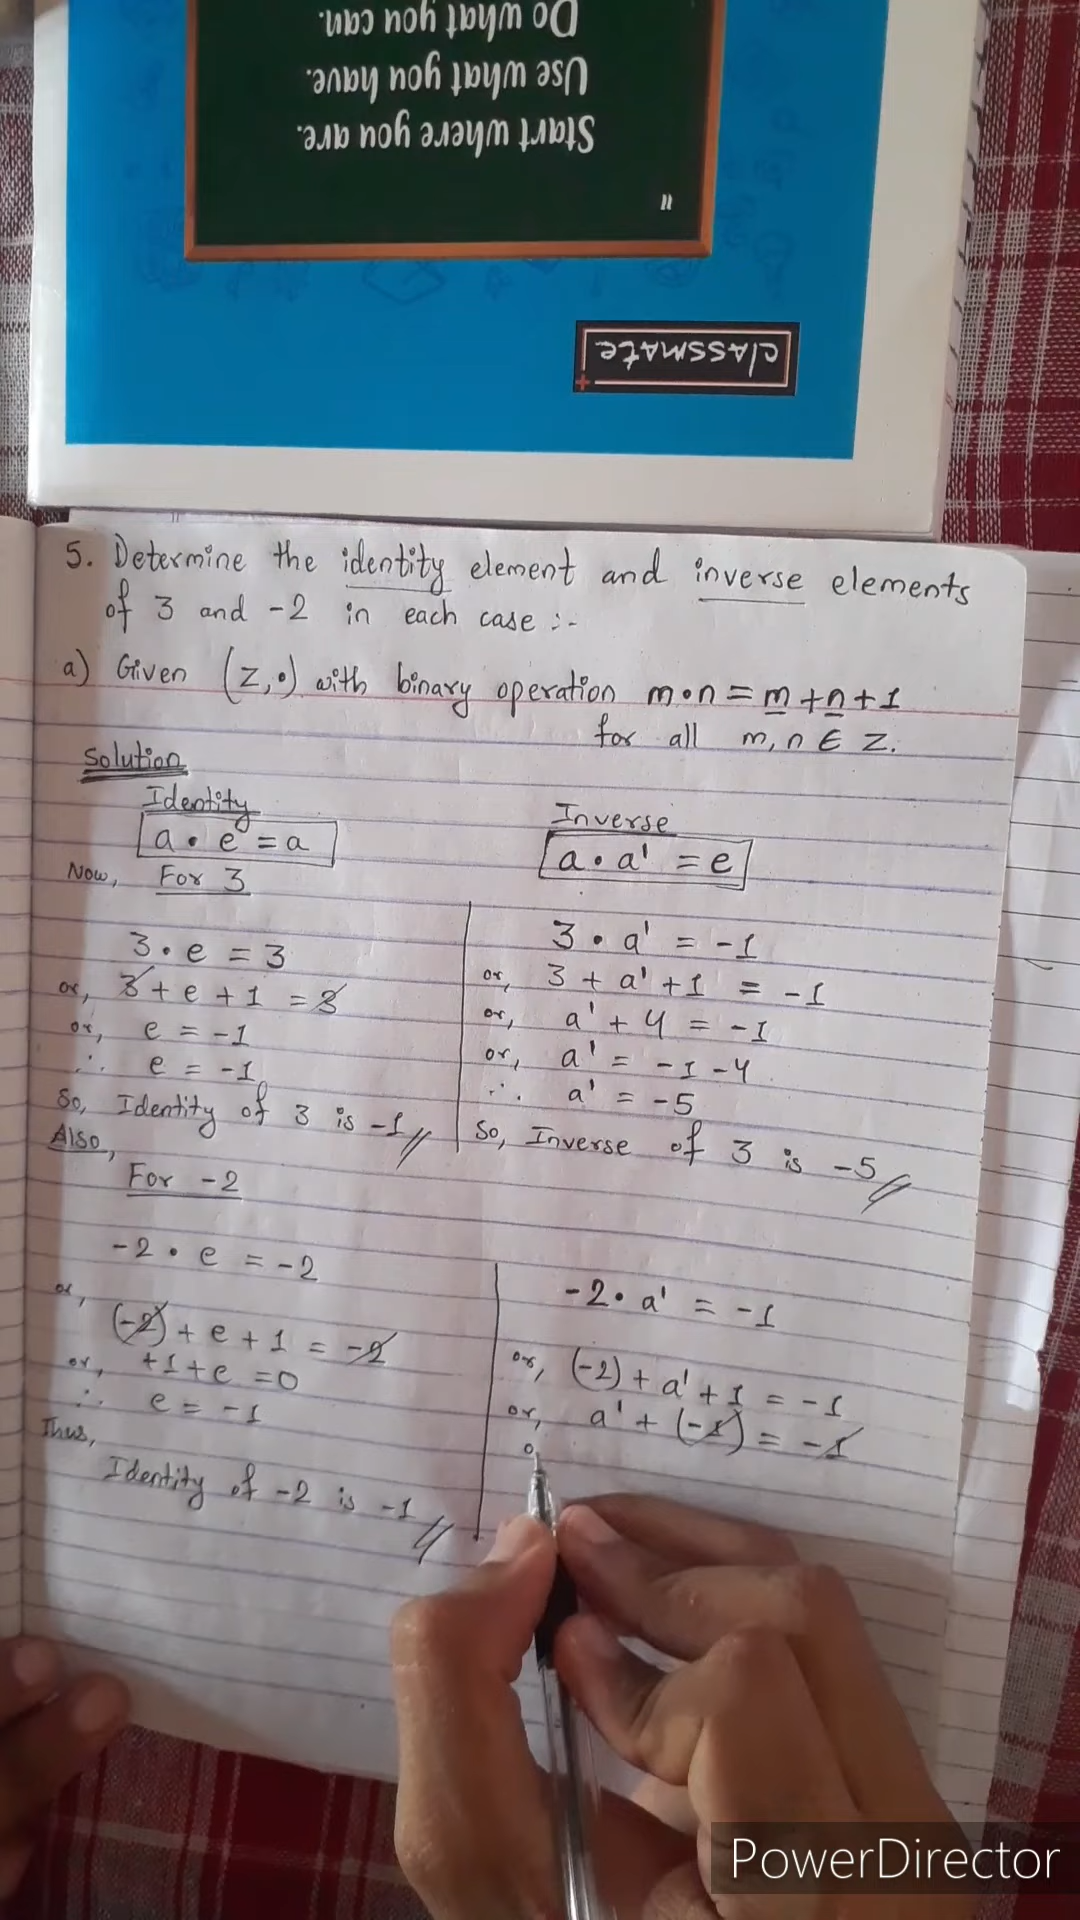 Do what you can.
Use what you have.
Start where you are.
"
classmate
5. Determine the identity element and inverse elements
of 3 and -2 in each case :-
a) Given (Z,•) with binary operation m•n = m+n+1
for all m, n ∈ Z.
Solution
Identity
a • e = a
Now, For 3
3 • e = 3
or, 3 + e + 1 = 3
or, e = -1
∴ e = -1
So, Identity of 3 is -1//
Inverse
a • a' = e
3 • a' = -1
or, 3 + a' + 1 = -1
or, a' + 4 = -1
or, a' = -1 -4
∴ a' = -5
So, Inverse of 3 is -5//
Also,
For -2
-2 • e = -2
or,
(-2) + e + 1 = -2
or, +1+e = 0
∴ e = -1
Thus,
Identity of -2 is -1//
-2 • a' = -1
or, (-2) + a' + 1 = -1
or, a' + (-1) = -1
o
PowerDirector